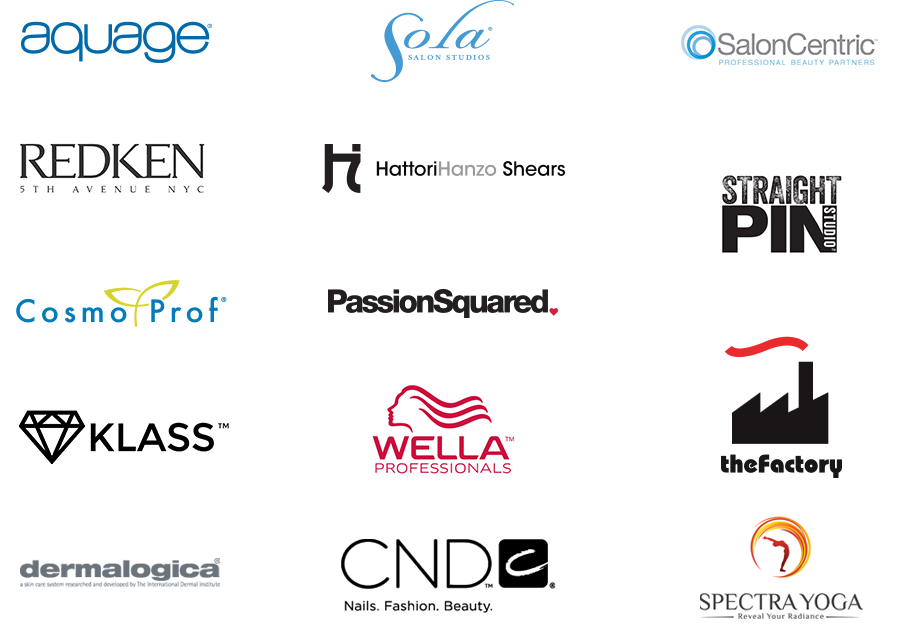 aquage®
Sola®
SALON STUDIOS
SalonCentric™
PROFESSIONAL BEAUTY PARTNERS
REDKEN
5TH AVENUE NYC
HattoriHanzo Shears
STRAIGHT
PIN
STUDIO
CosmoProf®
PassionSquared
KLASS™
WELLA™
PROFESSIONALS
theFactory
dermalogica®
a skin care system researched and developed by The International Dermal Institute
CND™ ®
Nails. Fashion. Beauty.
SPECTRA YOGA
Reveal Your Radiance